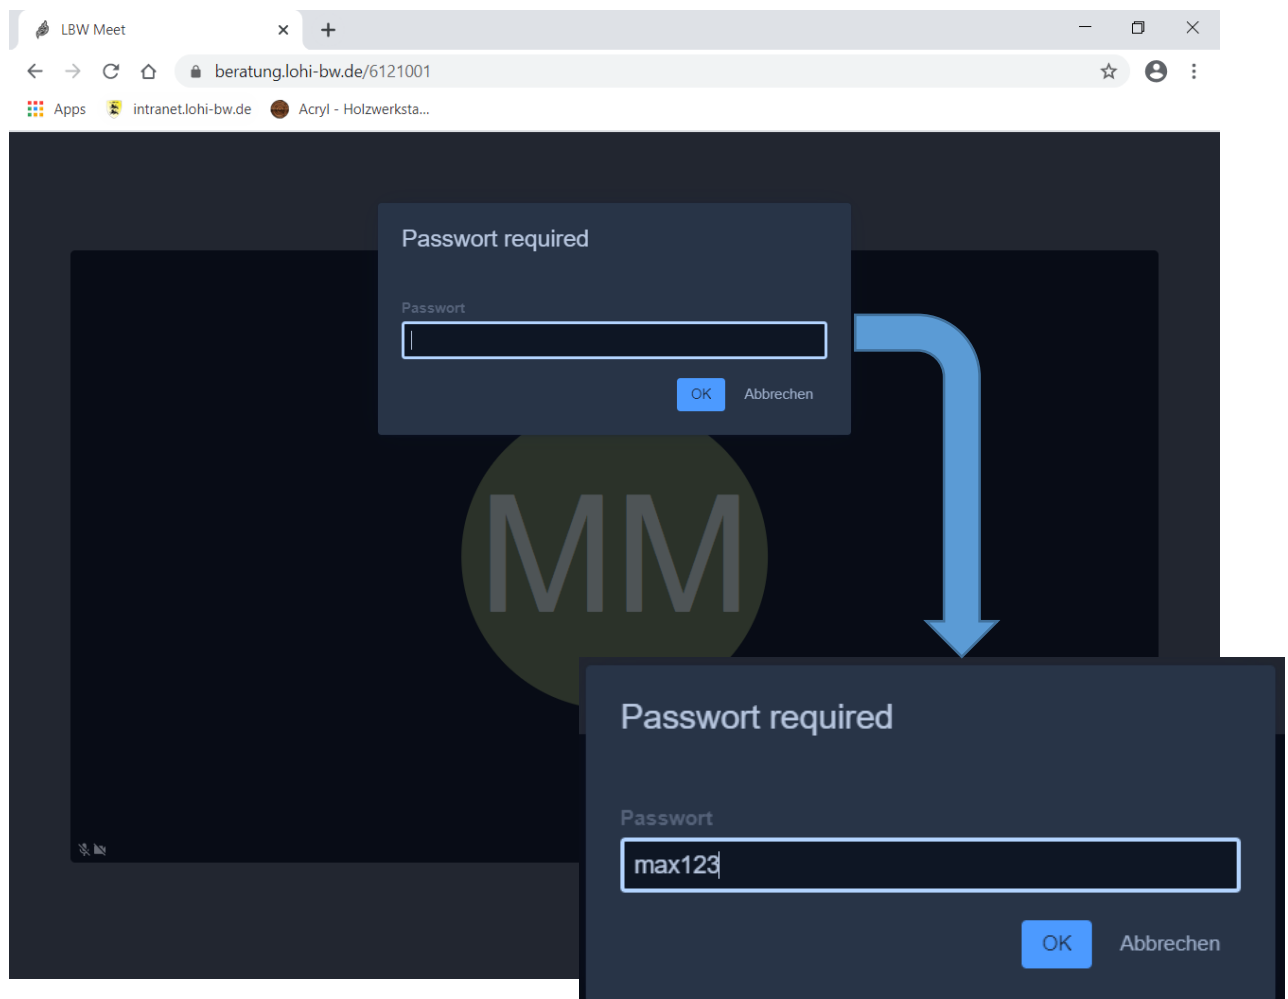 LBW Meet
beratung.lohi-bw.de/6121001
Apps intranet.lohi-bw.de Acryl - Holzwerksta...
Passwort required
Passwort
OK Abbrechen
MM
Passwort required
Passwort
max123
OK Abbrechen